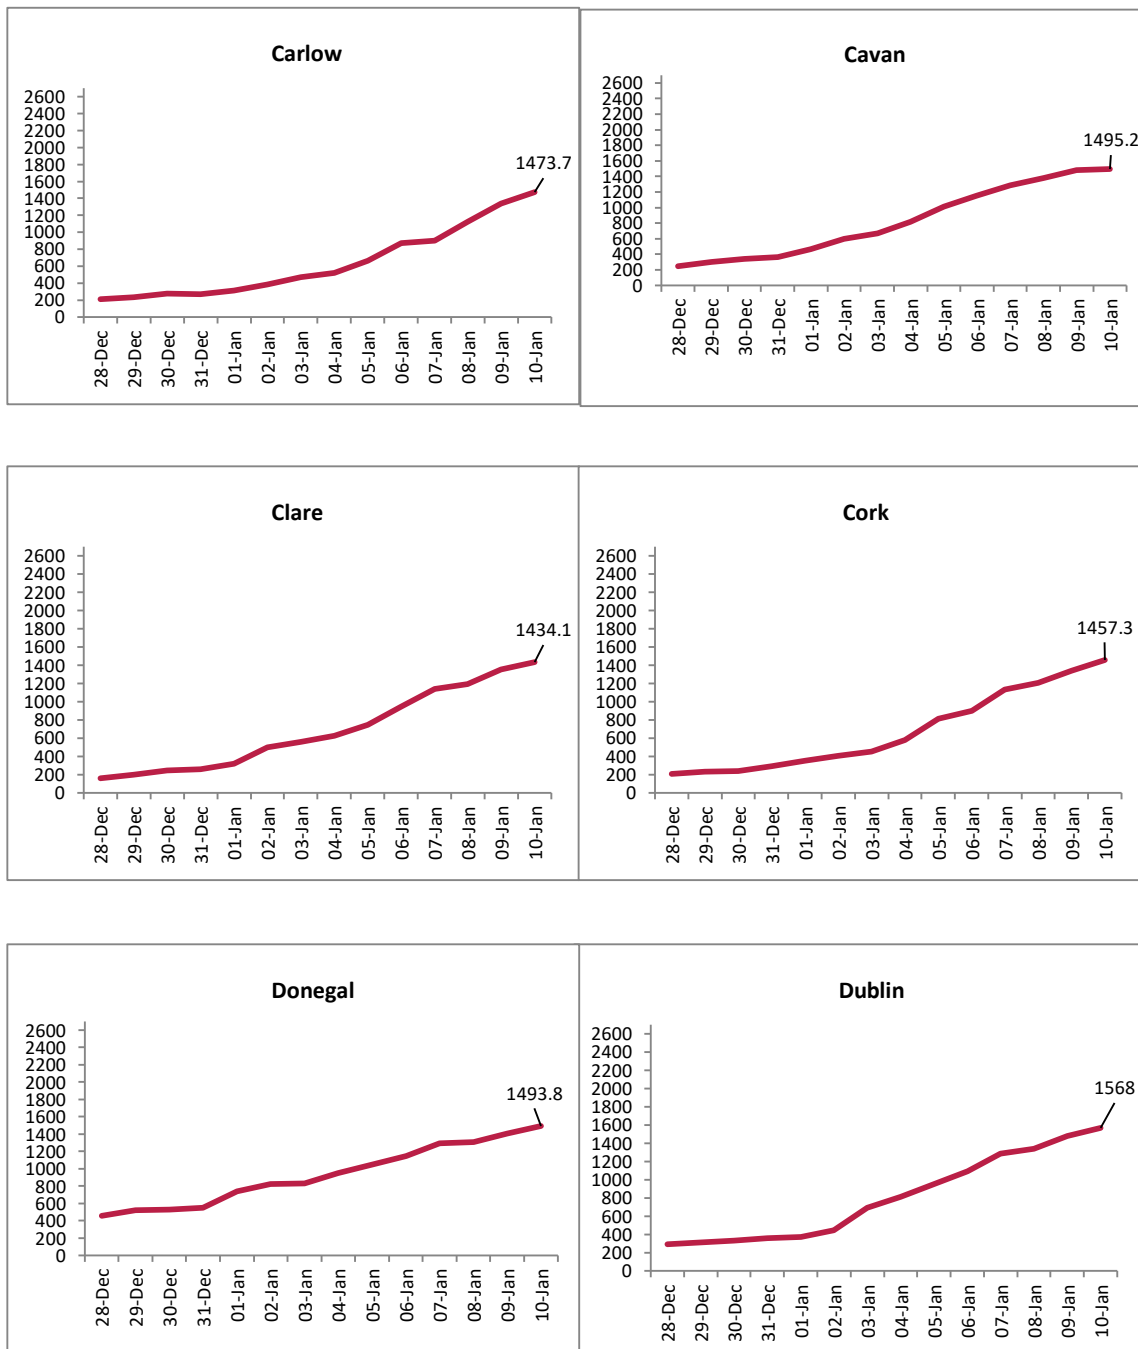 Carlow
2600
2400
2200
2000
1800
1600
1400
1200
1000
800
600
400
200
0
1473.7
28-Dec
29-Dec
30-Dec
31-Dec
01-Jan
02-Jan
03-Jan
04-Jan
05-Jan
06-Jan
07-Jan
08-Jan
09-Jan
10-Jan
Cavan
2600
2400
2200
2000
1800
1600
1400
1200
1000
800
600
400
200
0
1495.2
28-Dec
29-Dec
30-Dec
31-Dec
01-Jan
02-Jan
03-Jan
04-Jan
05-Jan
06-Jan
07-Jan
08-Jan
09-Jan
10-Jan
Clare
2600
2400
2200
2000
1800
1600
1400
1200
1000
800
600
400
200
0
1434.1
28-Dec
29-Dec
30-Dec
31-Dec
01-Jan
02-Jan
03-Jan
04-Jan
05-Jan
06-Jan
07-Jan
08-Jan
09-Jan
10-Jan
Cork
2600
2400
2200
2000
1800
1600
1400
1200
1000
800
600
400
200
0
1457.3
28-Dec
29-Dec
30-Dec
31-Dec
01-Jan
02-Jan
03-Jan
04-Jan
05-Jan
06-Jan
07-Jan
08-Jan
09-Jan
10-Jan
Donegal
2600
2400
2200
2000
1800
1600
1400
1200
1000
800
600
400
200
0
1493.8
28-Dec
29-Dec
30-Dec
31-Dec
01-Jan
02-Jan
03-Jan
04-Jan
05-Jan
06-Jan
07-Jan
08-Jan
09-Jan
10-Jan
Dublin
2600
2400
2200
2000
1800
1600
1400
1200
1000
800
600
400
200
0
1568
28-Dec
29-Dec
30-Dec
31-Dec
01-Jan
02-Jan
03-Jan
04-Jan
05-Jan
06-Jan
07-Jan
08-Jan
09-Jan
10-Jan